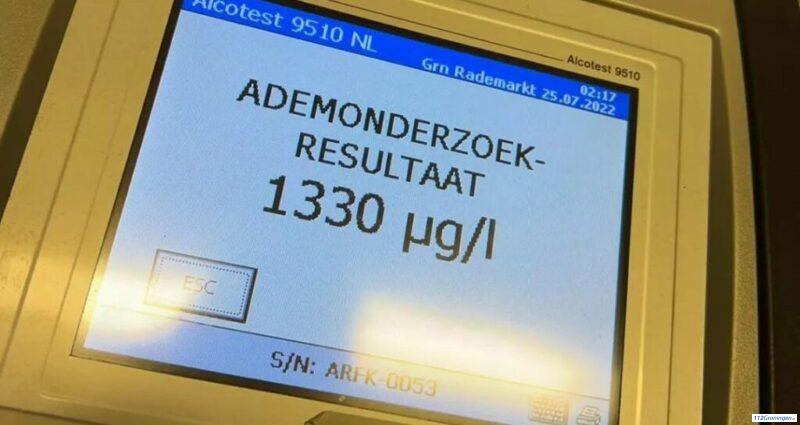 Alcotest 9510 NL
Alcotest 9510
Grn Rademarkt 02:17
25.07.2022
ADEMONDERZOEK-
RESULTAAT
1330 µg/l
ESC
S/N: ARFK-0053
112Groningen.nl